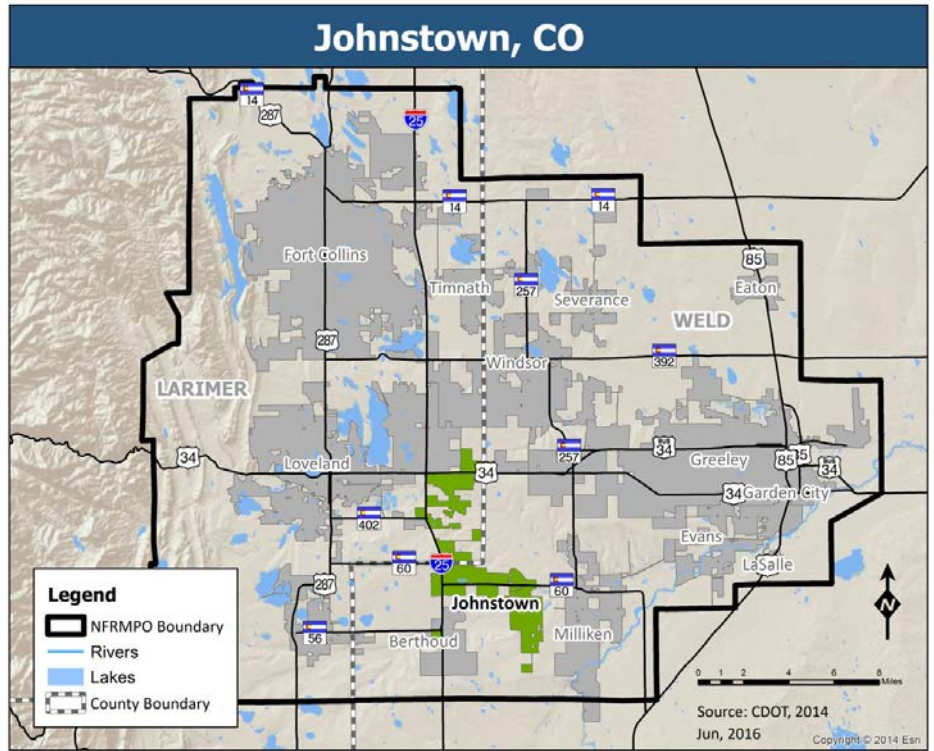 Johnstown, CO
14
287
25
14
14
Fort Collins
85
Timnath
257
Eaton
Severance
WELD
287
Windsor
392
LARIMER
34
Loveland
257
BUS
34
Greeley
85
85
34
34
34
Garden City
402
Evans
60
25
LaSalle
287
60
Johnstown
56
Berthoud
Milliken
Legend
NFRMPO Boundary
Rivers
Lakes
County Boundary
N
0 1 2 4 6 8
Miles
Source: CDOT, 2014
Jun, 2016
Copyright © 2014 Esri